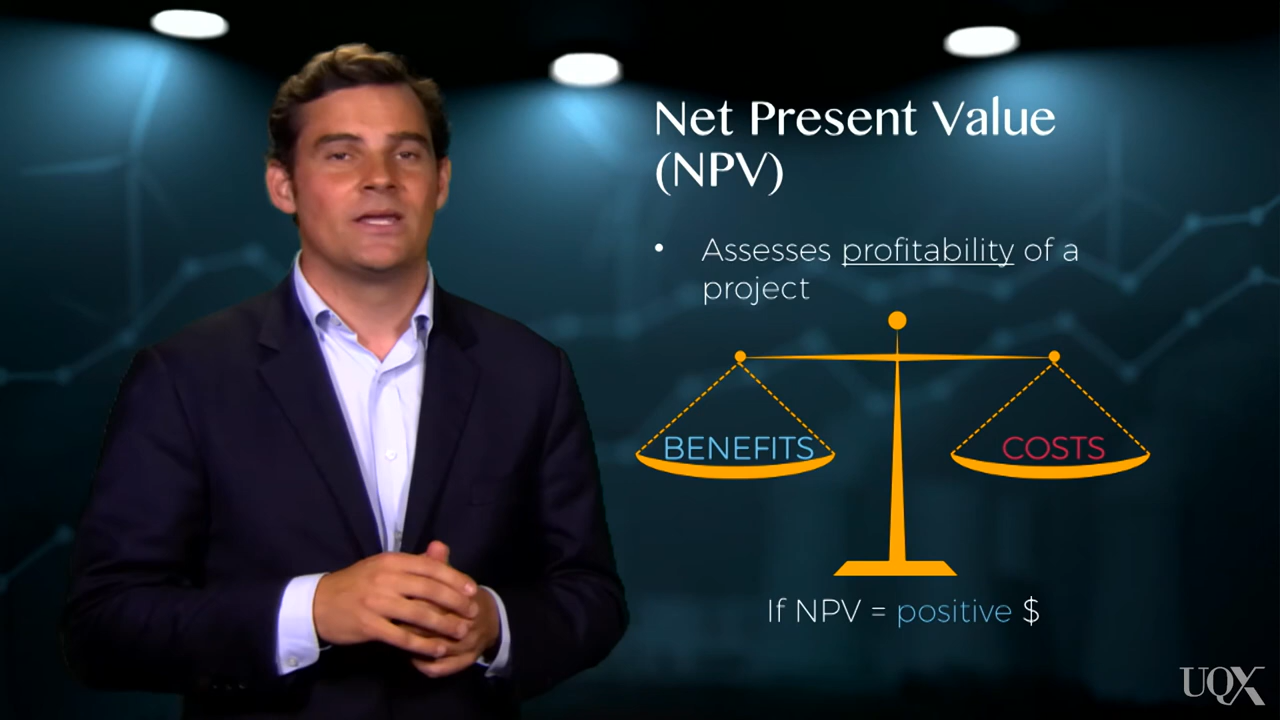 Net Present Value
(NPV)
• Assesses profitability of a
project
BENEFITS
COSTS
If NPV = positive $
UQX